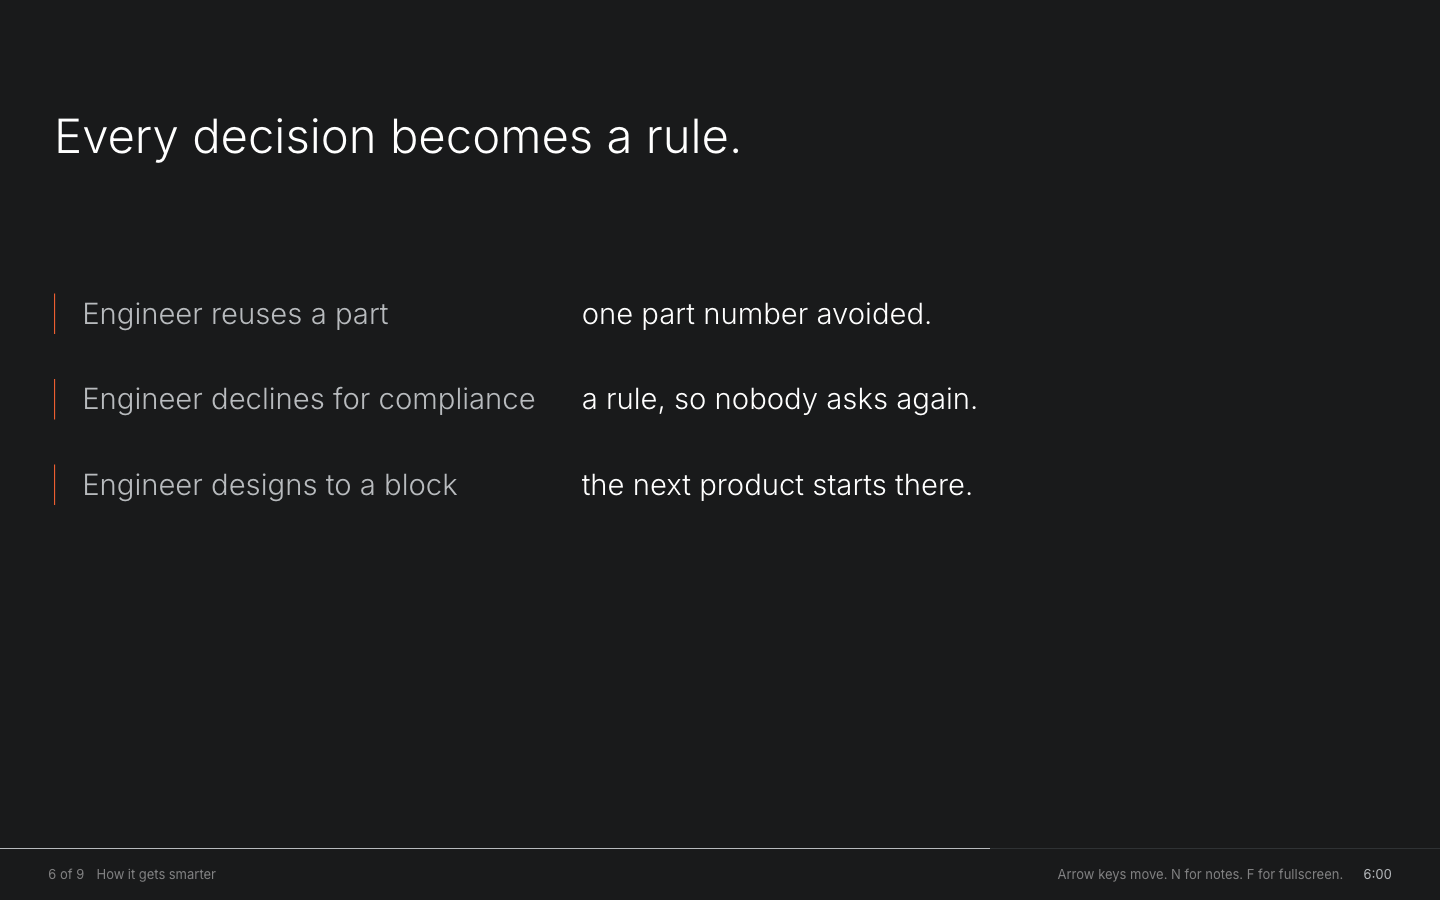 Every decision becomes a rule.
Engineer reuses a part one part number avoided.
Engineer declines for compliance a rule, so nobody asks again.
Engineer designs to a block the next product starts there.
6 of 9 How it gets smarter Arrow keys move. N for notes. F for fullscreen. 6:00